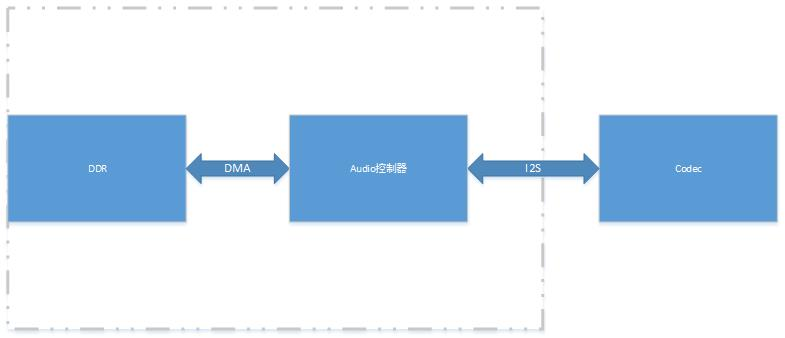 DDR
DMA
Audio控制器
I2S
Codec